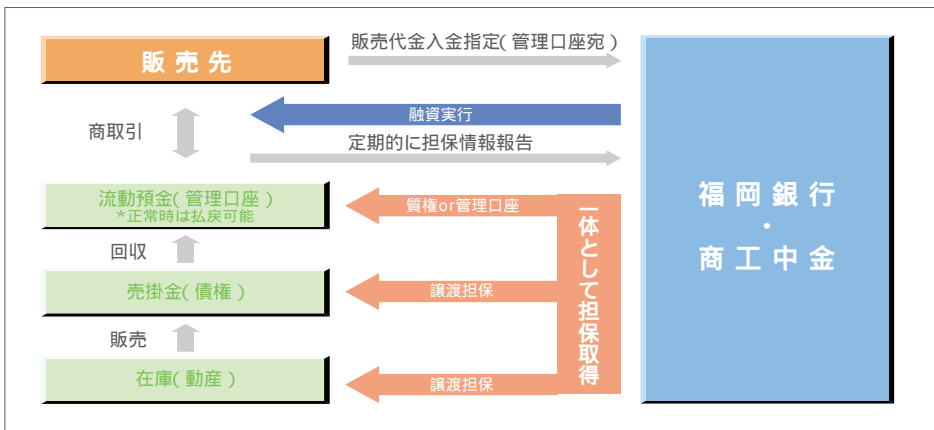 販売先
販売代金入金指定(管理口座宛)
融資実行
商取引
定期的に担保情報報告
流動預金(管理口座)
*正常時は払戻可能
質権or管理口座
回収
売掛金(債権)
譲渡担保
販売
在庫(動産)
譲渡担保
一体として担保取得
福岡銀行
・
商工中金